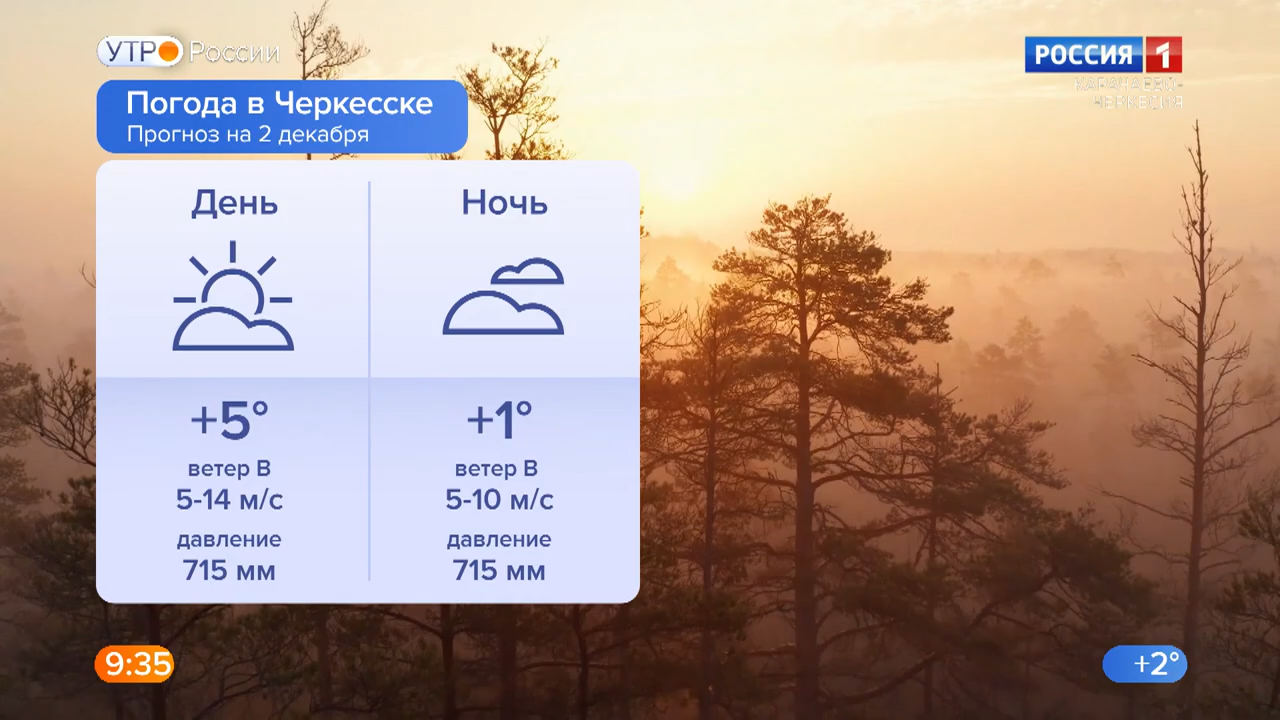 УТРО России
РОССИЯ 1
КАРАЧАЕВО-
ЧЕРКЕСИЯ
Погода в Черкесске
Прогноз на 2 декабря
День
Ночь
+5°
+1°
ветер В
ветер В
5-14 м/с
5-10 м/с
давление
давление
715 мм
715 мм
9:35
+2°